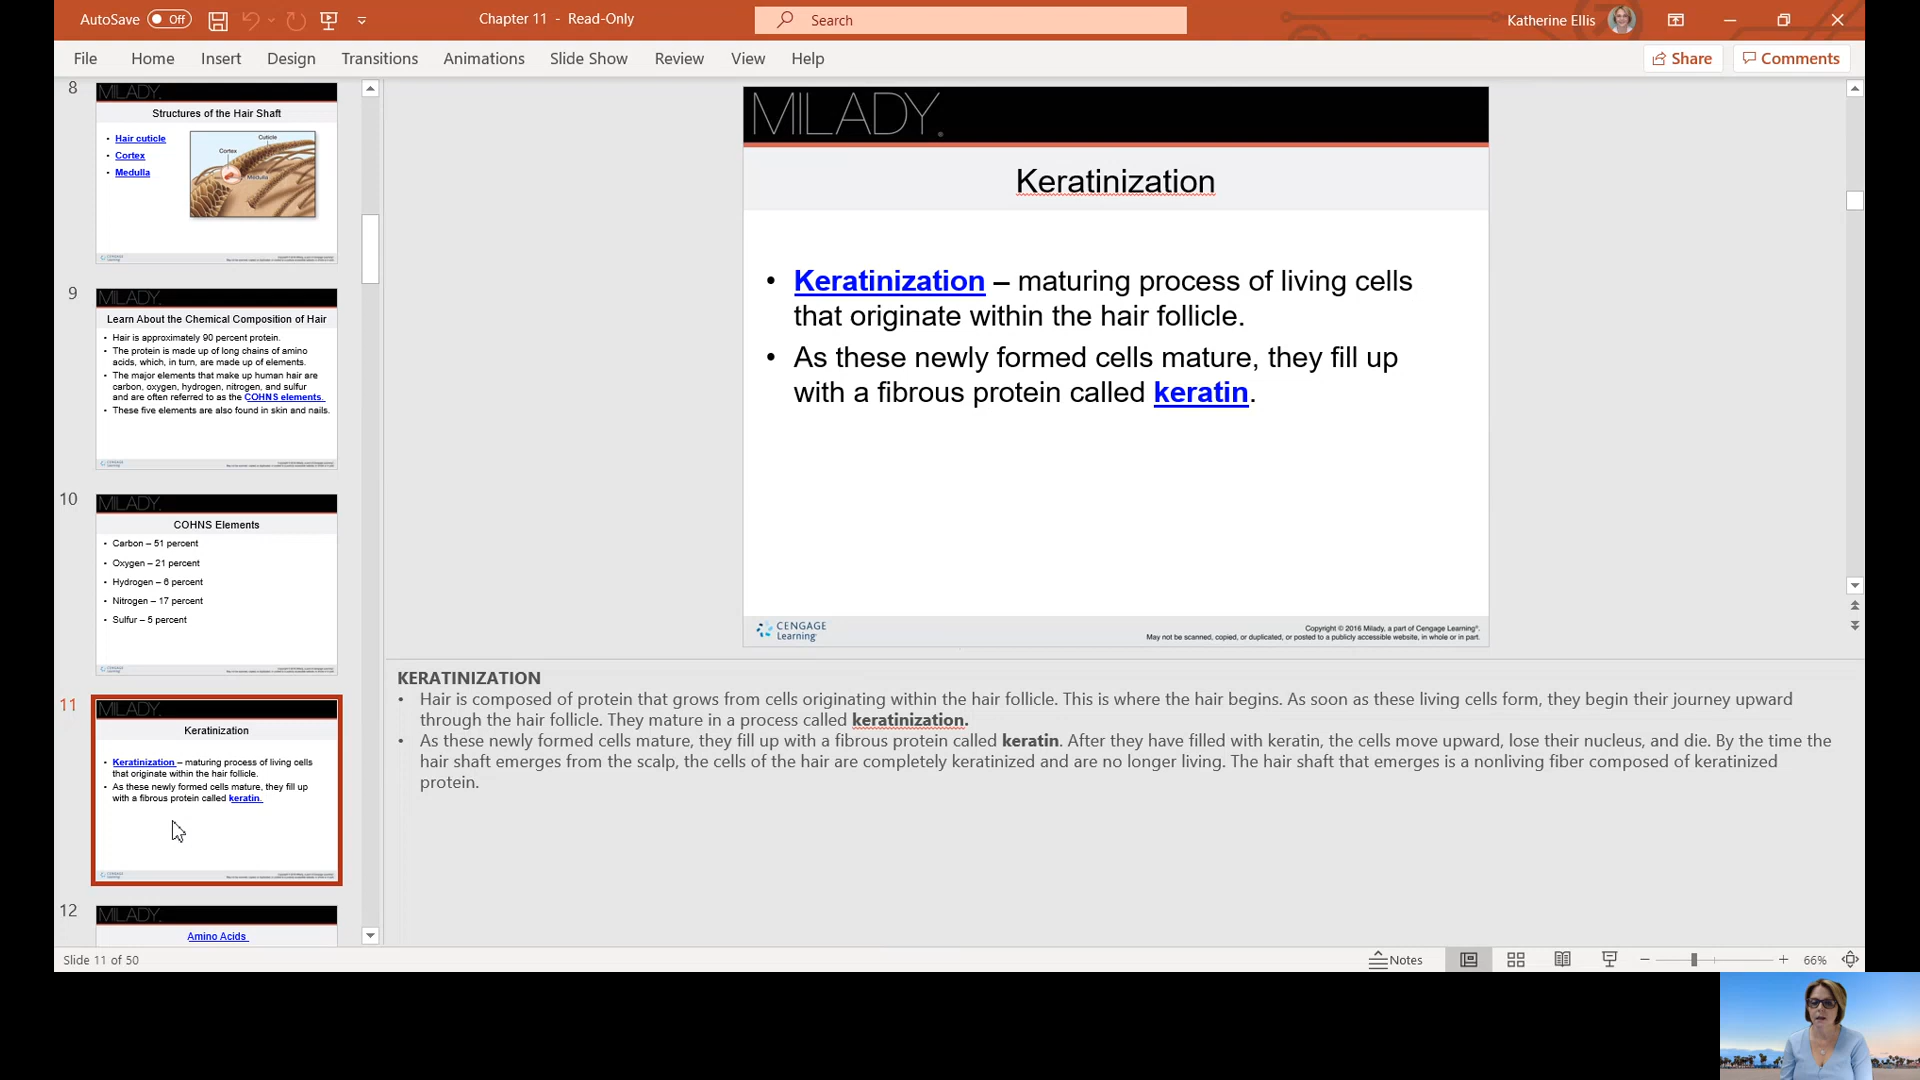 AutoSave Off
Chapter 11 - Read-Only
Search
Katherine Ellis
File Home Insert Design Transitions Animations Slide Show Review View Help
Share Comments
8
MILADY.
Structures of the Hair Shaft
• Hair cuticle
• Cortex
• Medulla
Cuticle
Cortex
Medulla
9
MILADY.
Learn About the Chemical Composition of Hair
• Hair is approximately 90 percent protein.
• The protein is made up of long chains of amino
acids, which, in turn, are made up of elements.
• The major elements that make up human hair are
carbon, oxygen, hydrogen, nitrogen, and sulfur
and are often referred to as the COHNS elements.
• These five elements are also found in skin and nails.
10
MILADY.
COHNS Elements
• Carbon – 51 percent
• Oxygen – 21 percent
• Hydrogen – 6 percent
• Nitrogen – 17 percent
• Sulfur – 5 percent
11
MILADY.
Keratinization
• Keratinization – maturing process of living cells
that originate within the hair follicle.
• As these newly formed cells mature, they fill up
with a fibrous protein called keratin.
12
MILADY.
Amino Acids
MILADY.
Keratinization
• Keratinization – maturing process of living cells
that originate within the hair follicle.
• As these newly formed cells mature, they fill up
with a fibrous protein called keratin.
CENGAGE
Learning
Copyright © 2016 Milady, a part of Cengage Learning®.
May not be scanned, copied, or duplicated, or posted to a publicly accessible website, in whole or in part.
KERATINIZATION
• Hair is composed of protein that grows from cells originating within the hair follicle. This is where the hair begins. As soon as these living cells form, they begin their journey upward
through the hair follicle. They mature in a process called keratinization.
• As these newly formed cells mature, they fill up with a fibrous protein called keratin. After they have filled with keratin, the cells move upward, lose their nucleus, and die. By the time the
hair shaft emerges from the scalp, the cells of the hair are completely keratinized and are no longer living. The hair shaft that emerges is a nonliving fiber composed of keratinized
protein.
Slide 11 of 50
Notes
66%